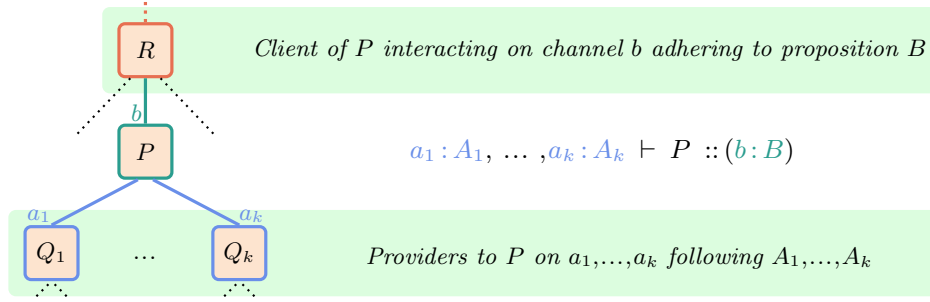 R Client of P interacting on channel b adhering to proposition B
b
P a₁ : A₁, ... ,aₖ : Aₖ ⊢ P :: (b : B)
a₁ aₖ
Q₁ ... Qₖ Providers to P on a₁,...,aₖ following A₁,...,Aₖ